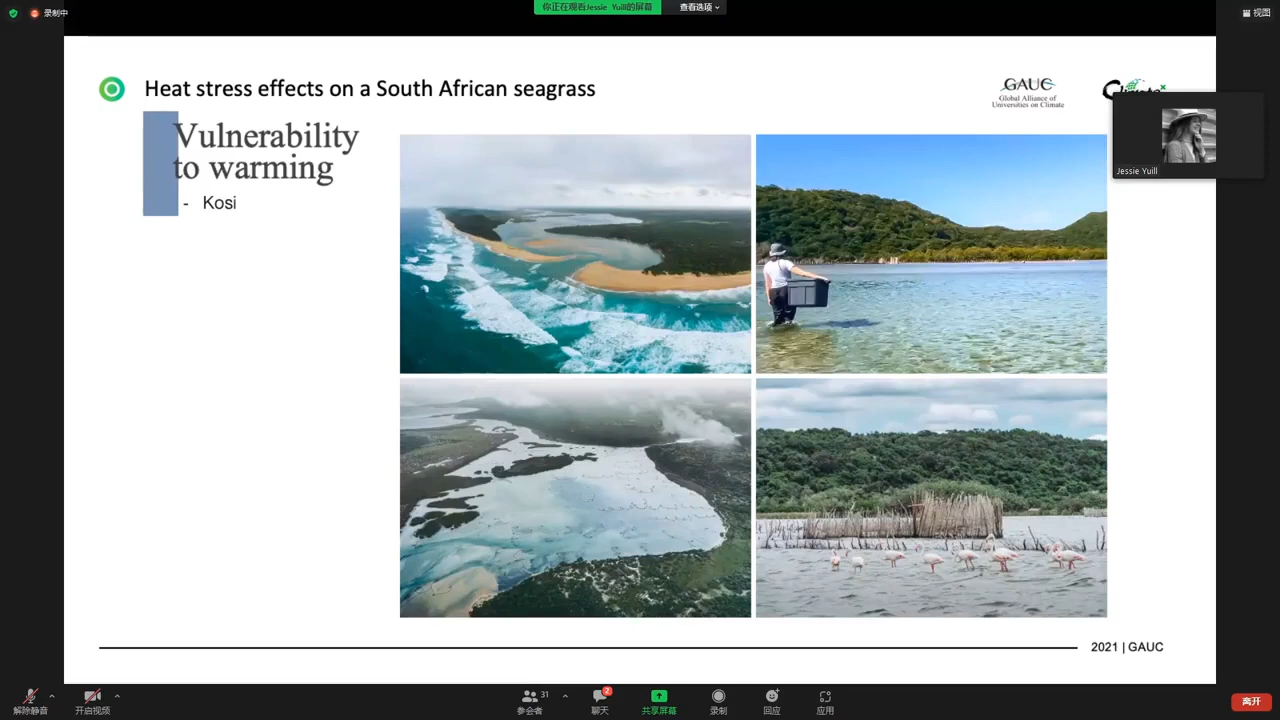 录制中
你正在观看Jessie Yuill的屏幕
查看选项
视图
Heat stress effects on a South African seagrass
GAUC
Global Alliance of
Universities on Climate
Climate
x
Jessie Yuill
Vulnerability
to warming
- Kosi
2021 | GAUC
解除静音
开启视频
31
参会者
2
聊天
共享屏幕
录制
回应
应用
离开